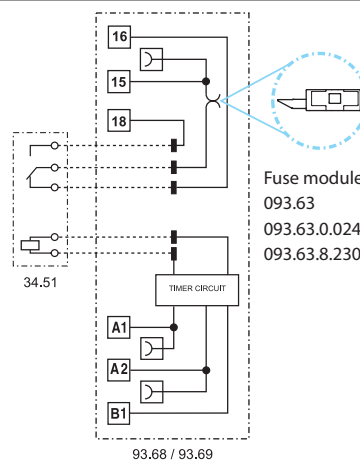 16
15
18
Fuse module
093.63
093.63.0.024
093.63.8.230
34.51
TIMER CIRCUIT
A1
A2
B1
93.68 / 93.69